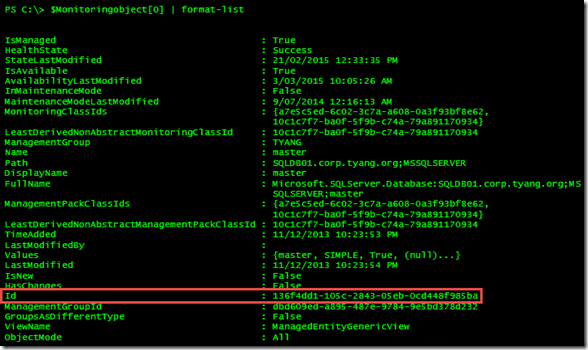 PS C:\> $Monitoringobject[0] | format-list
IsManaged : True
HealthState : Success
StateLastModified : 21/02/2015 12:33:35 PM
IsAvailable : True
AvailabilityLastModified : 3/03/2015 10:05:26 AM
InMaintenanceMode : False
MaintenanceModeLastModified : 9/07/2014 12:16:13 AM
MonitoringClassIds : {a7e5c5ed-6c02-3c7a-a608-0a3f93bf8e62,
10c1c7f7-ba0f-5f9b-c74a-79a891170934}
LeastDerivedNonAbstractMonitoringClassId : 10c1c7f7-ba0f-5f9b-c74a-79a891170934
ManagementGroup : TYANG
Name : master
Path : SQLDB01.corp.tyang.org;MSSQLSERVER
DisplayName : master
FullName : Microsoft.SQLServer.Database:SQLDB01.corp.tyang.org;MS
SQLSERVER;master
ManagementPackClassIds : {a7e5c5ed-6c02-3c7a-a608-0a3f93bf8e62,
10c1c7f7-ba0f-5f9b-c74a-79a891170934}
LeastDerivedNonAbstractManagementPackClassId : 10c1c7f7-ba0f-5f9b-c74a-79a891170934
TimeAdded : 11/12/2013 10:23:53 PM
LastModifiedBy :
Values : {master, SIMPLE, True, (null)...}
LastModified : 11/12/2013 10:23:54 PM
IsNew : False
HasChanges : False
Id : 136f4dd1-105c-2843-05eb-0cd448f985ba
ManagementGroupId : dbd609ed-a895-487e-9784-9e5bd378d232
GroupsAsDifferentType : False
ViewName : ManagedEntityGenericView
ObjectMode : All